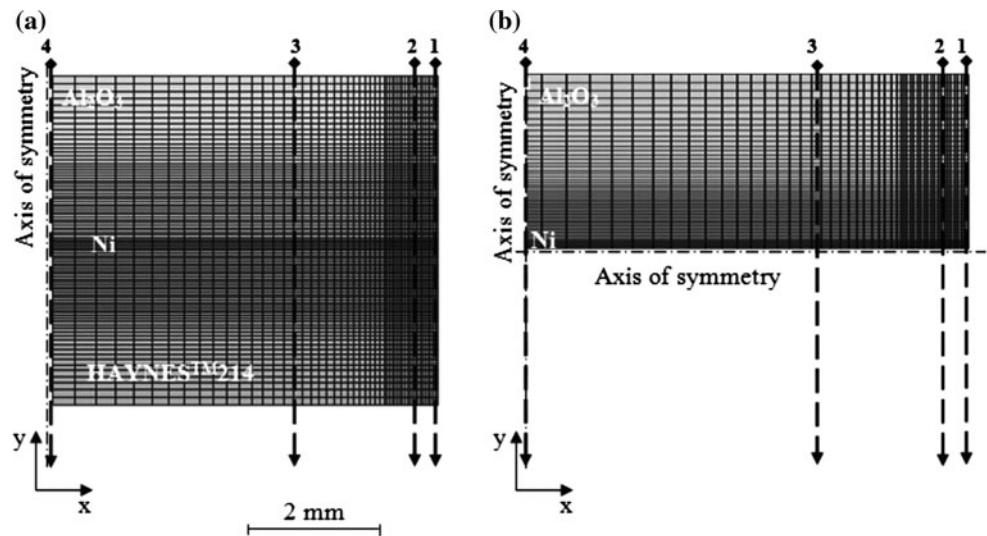 (a)
4 3 2 1
Axis of symmetry
Al₂O₃
Ni
HAYNES™214
y
x
2 mm
(b)
4 3 2 1
Axis of symmetry
Al₂O₃
Ni
Axis of symmetry
y
x